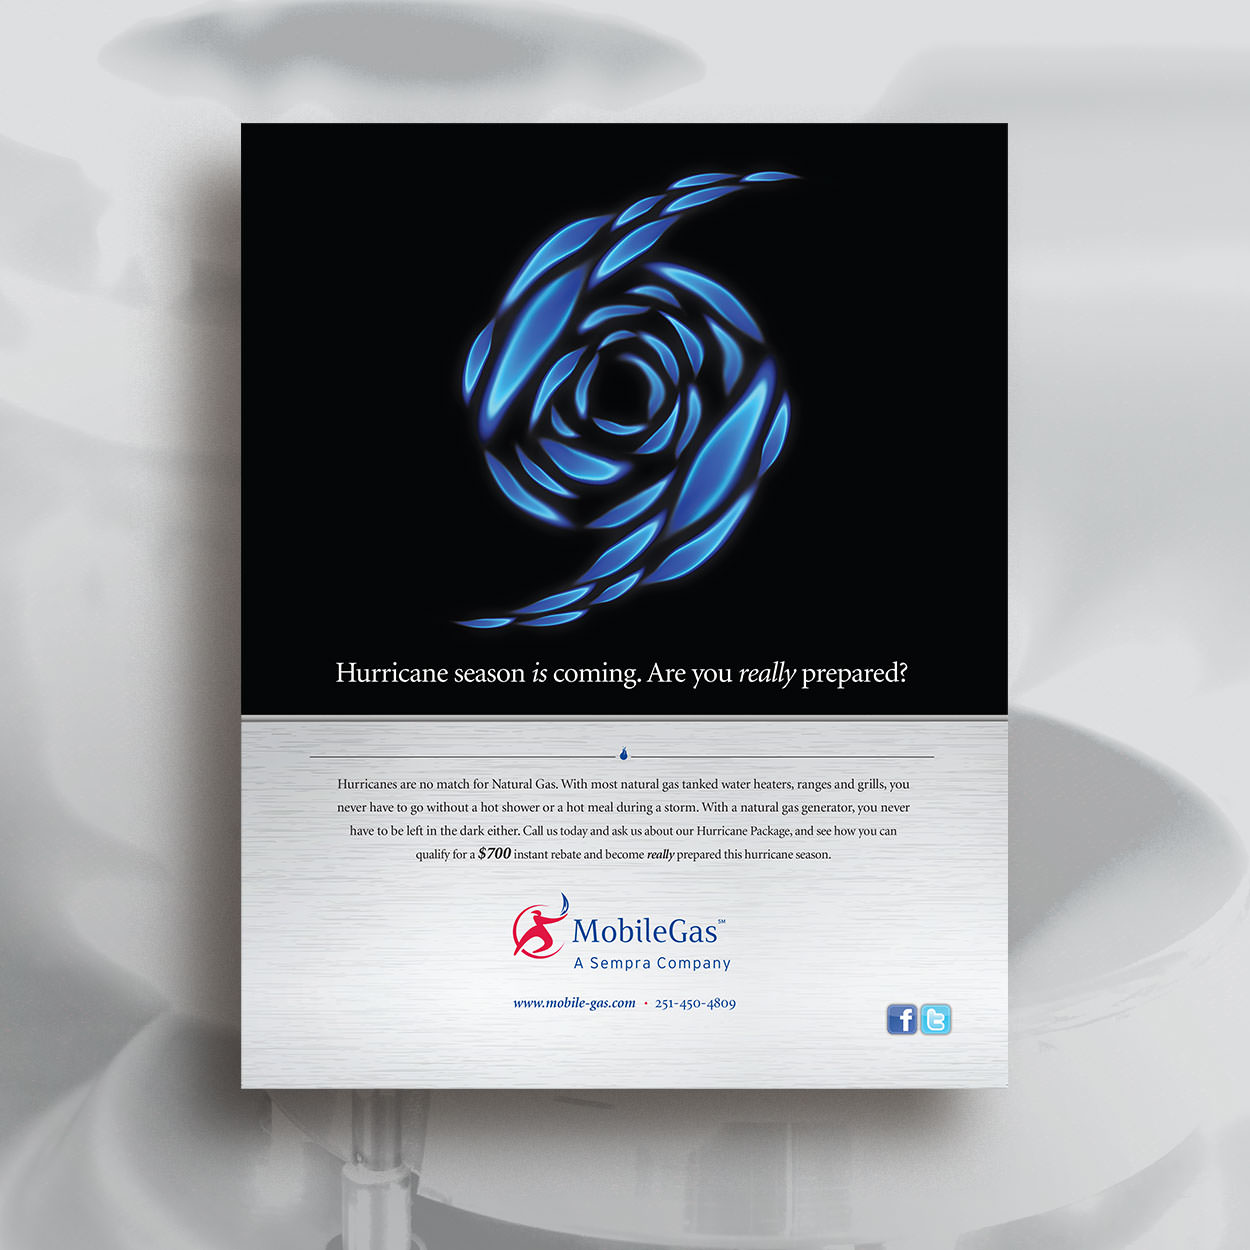 Hurricane season is coming. Are you really prepared?
Hurricanes are no match for Natural Gas. With most natural gas tanked water heaters, ranges and grills, you
never have to go without a hot shower or a hot meal during a storm. With a natural gas generator, you never
have to be left in the dark either. Call us today and ask us about our Hurricane Package, and see how you can
qualify for a $700 instant rebate and become really prepared this hurricane season.
MobileGas℠
A Sempra Company
www.mobile-gas.com • 251-450-4809
f t